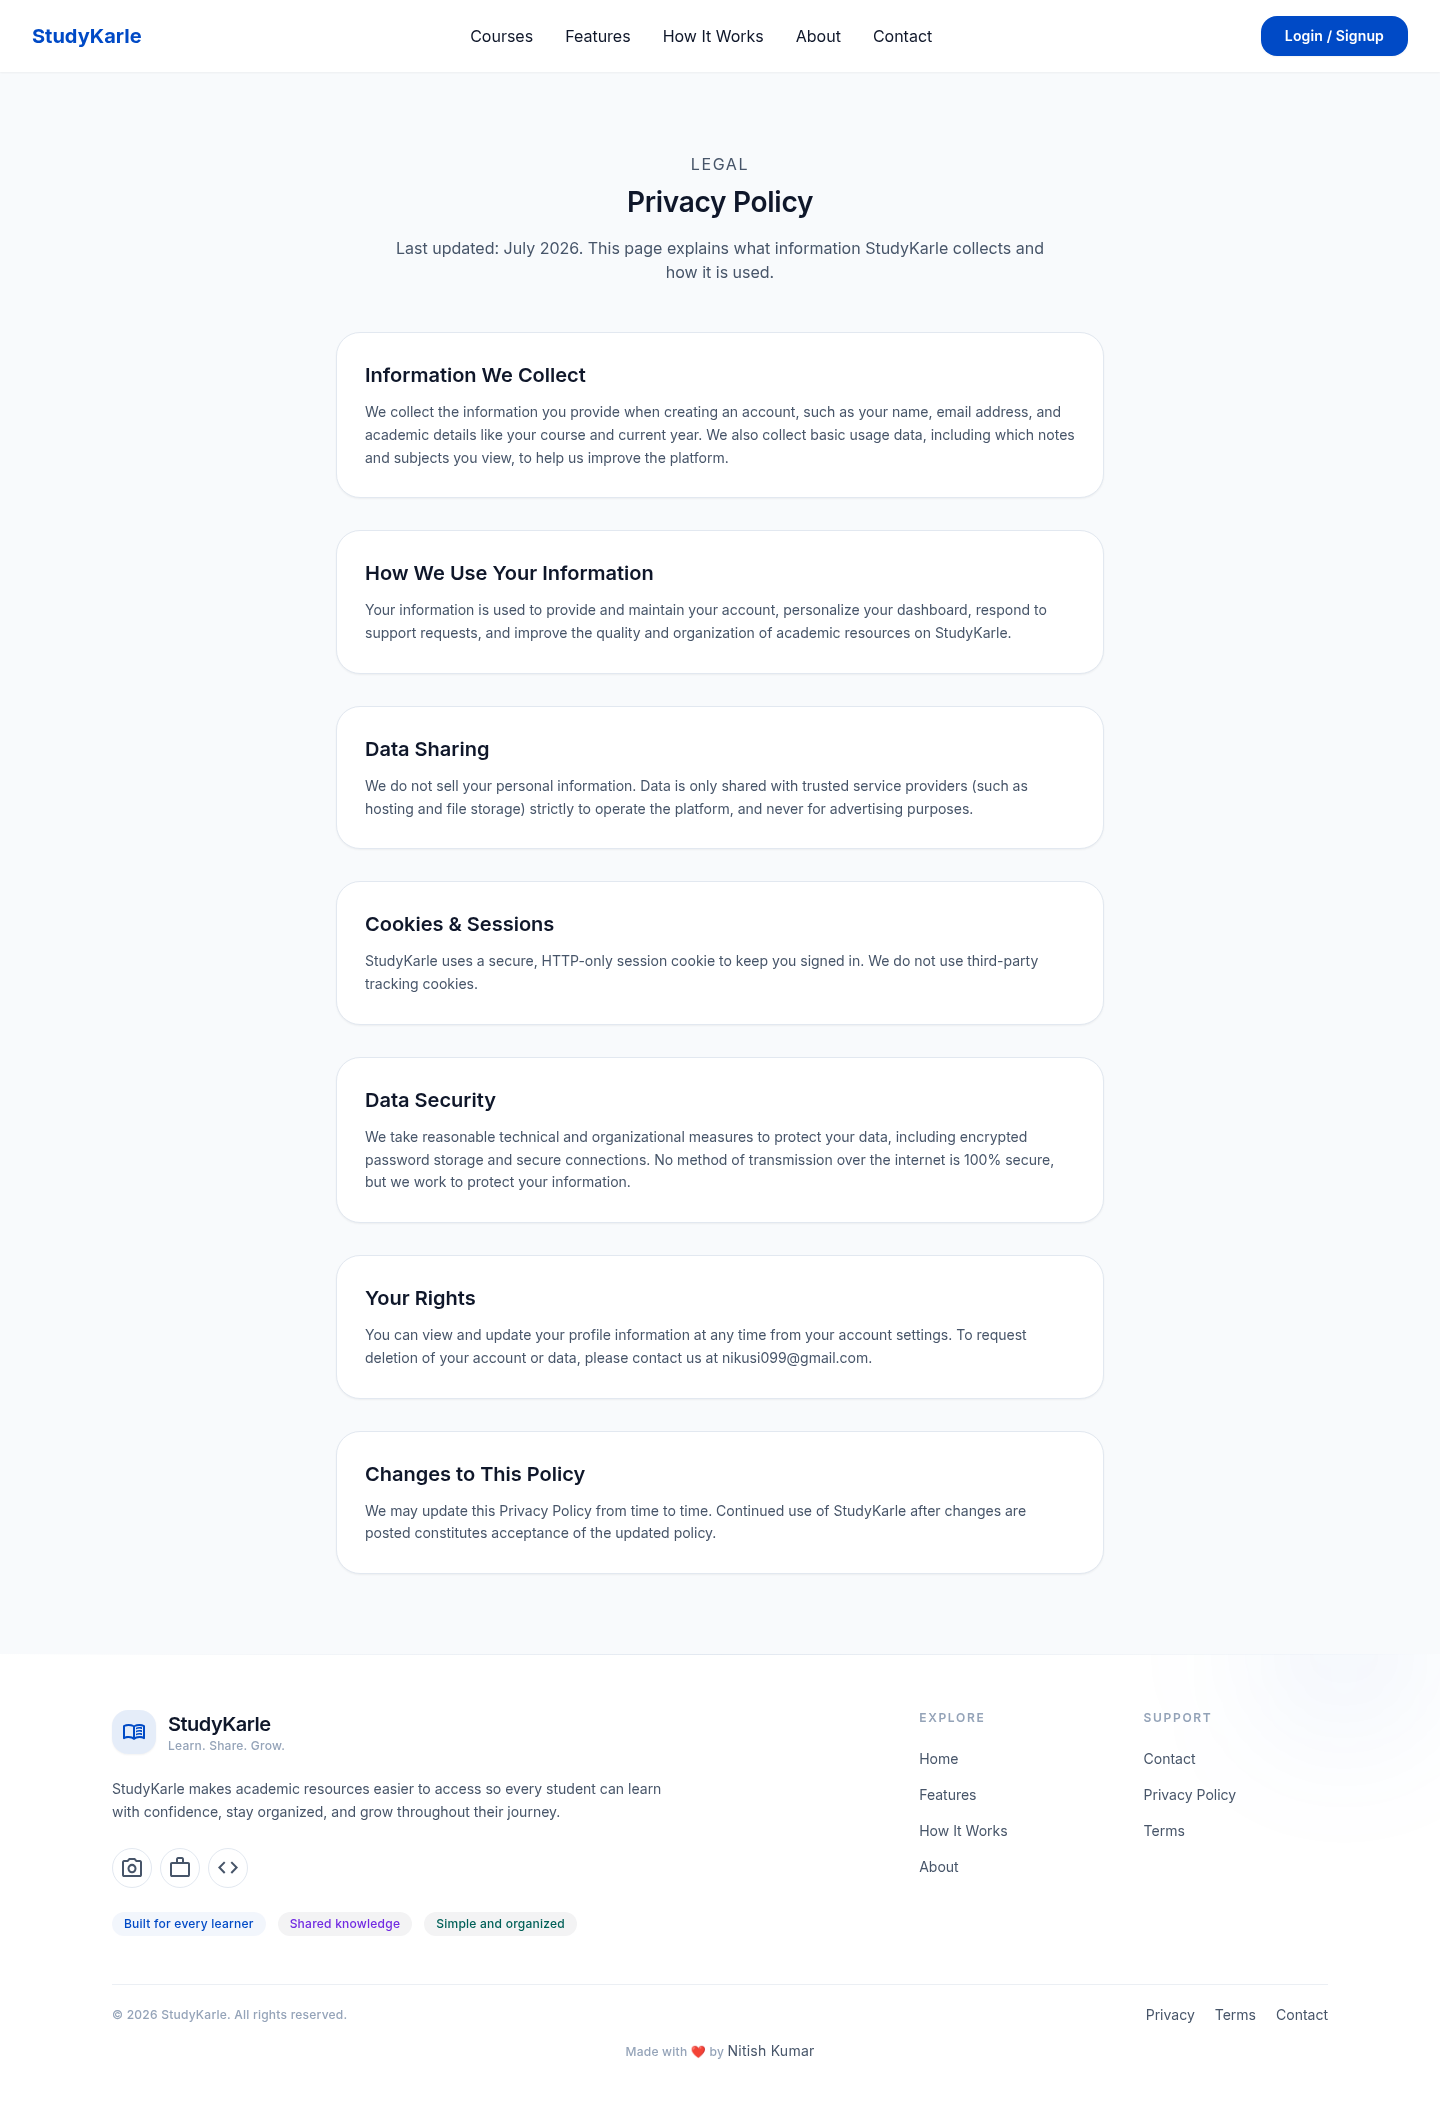 StudyKarle
Courses
Features
How It Works
About
Contact
Login / Signup
LEGAL
Privacy Policy
Last updated: July 2026. This page explains what information StudyKarle collects and
how it is used.
Information We Collect
We collect the information you provide when creating an account, such as your name, email address, and
academic details like your course and current year. We also collect basic usage data, including which notes
and subjects you view, to help us improve the platform.
How We Use Your Information
Your information is used to provide and maintain your account, personalize your dashboard, respond to
support requests, and improve the quality and organization of academic resources on StudyKarle.
Data Sharing
We do not sell your personal information. Data is only shared with trusted service providers (such as
hosting and file storage) strictly to operate the platform, and never for advertising purposes.
Cookies & Sessions
StudyKarle uses a secure, HTTP-only session cookie to keep you signed in. We do not use third-party
tracking cookies.
Data Security
We take reasonable technical and organizational measures to protect your data, including encrypted
password storage and secure connections. No method of transmission over the internet is 100% secure,
but we work to protect your information.
Your Rights
You can view and update your profile information at any time from your account settings. To request
deletion of your account or data, please contact us at nikusi099@gmail.com.
Changes to This Policy
We may update this Privacy Policy from time to time. Continued use of StudyKarle after changes are
posted constitutes acceptance of the updated policy.
StudyKarle
Learn. Share. Grow.
StudyKarle makes academic resources easier to access so every student can learn
with confidence, stay organized, and grow throughout their journey.
Built for every learner
Shared knowledge
Simple and organized
EXPLORE
Home
Features
How It Works
About
SUPPORT
Contact
Privacy Policy
Terms
© 2026 StudyKarle. All rights reserved.
Privacy
Terms
Contact
Made with ❤️ by Nitish Kumar